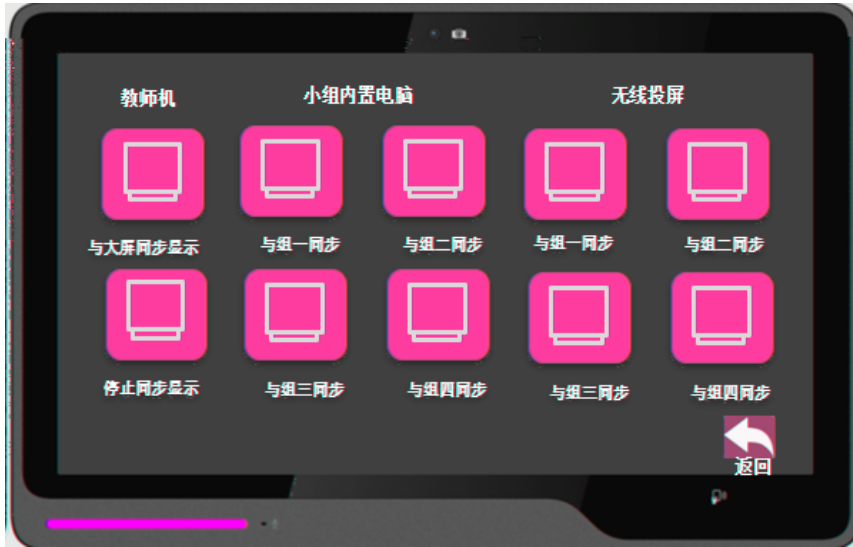 教师机 小组内置电脑 无线投屏
与大屏同步显示 与组一同步 与组二同步 与组一同步 与组二同步
停止同步显示 与组三同步 与组四同步 与组三同步 与组四同步
返回